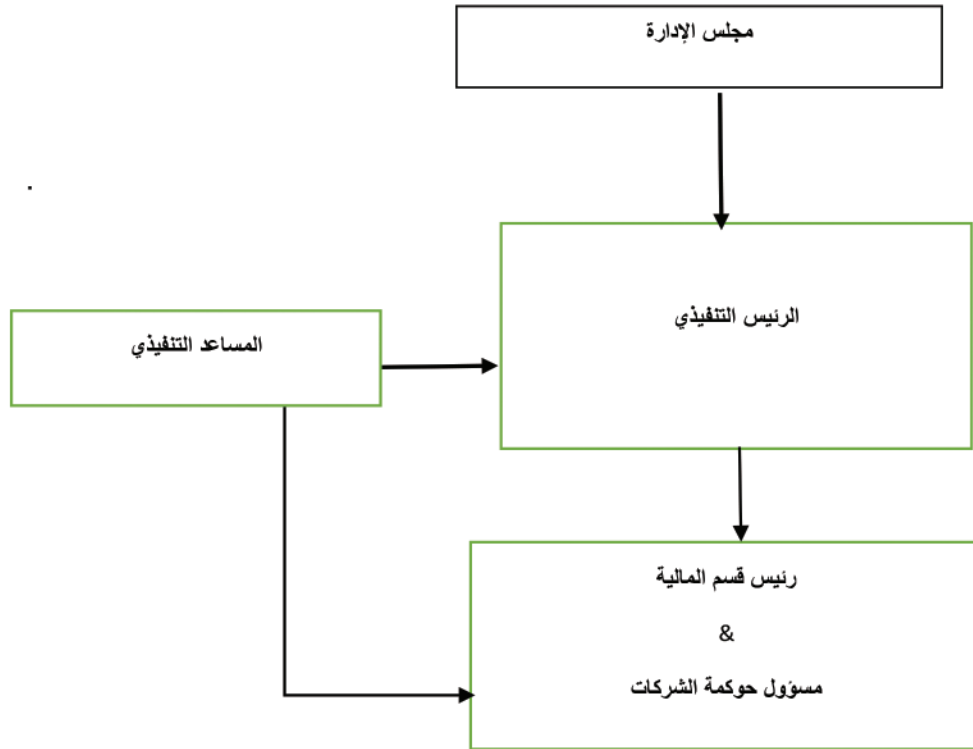 مجلس الإدارة
الرئيس التنفيذي
المساعد التنفيذي
رئيس قسم المالية
&
مسؤول حوكمة الشركات